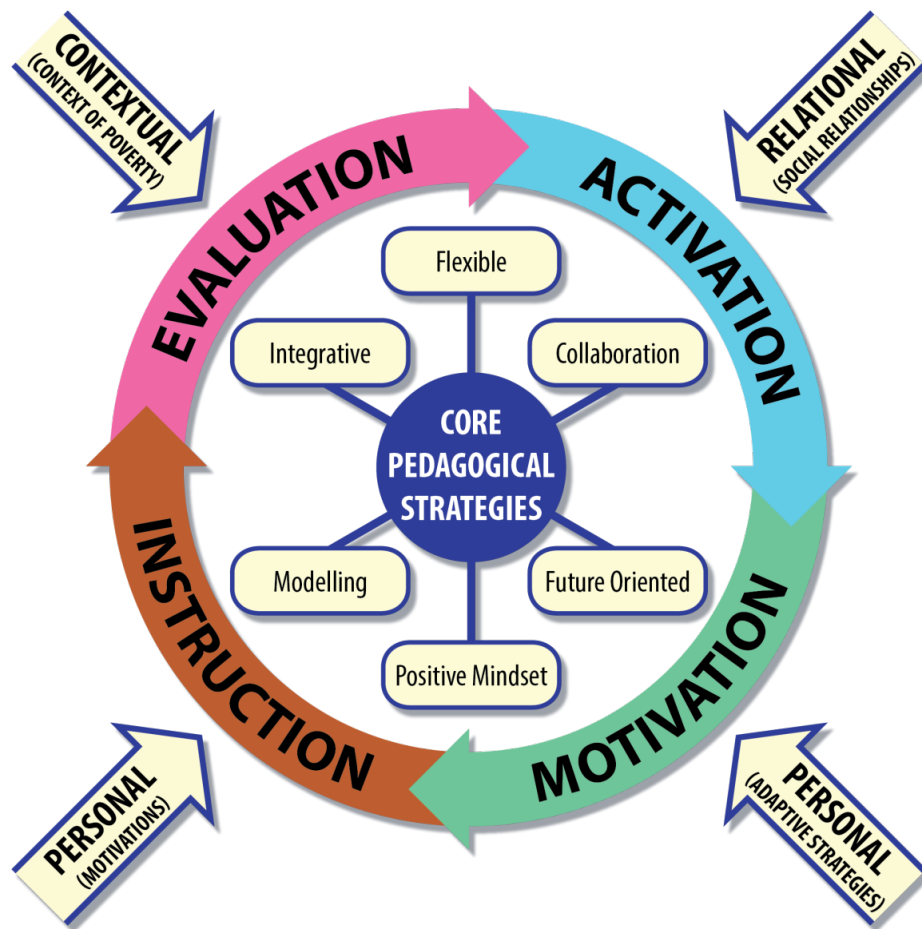 CONTEXTUAL
(CONTEXT OF POVERTY)
RELATIONAL
(SOCIAL RELATIONSHIPS)
EVALUATION
ACTIVATION
Flexible
Integrative
Collaboration
CORE
PEDAGOGICAL
STRATEGIES
Modelling
Future Oriented
Positive Mindset
INSTRUCTION
MOTIVATION
PERSONAL
(MOTIVATIONS)
PERSONAL
(ADAPTIVE STRATEGIES)